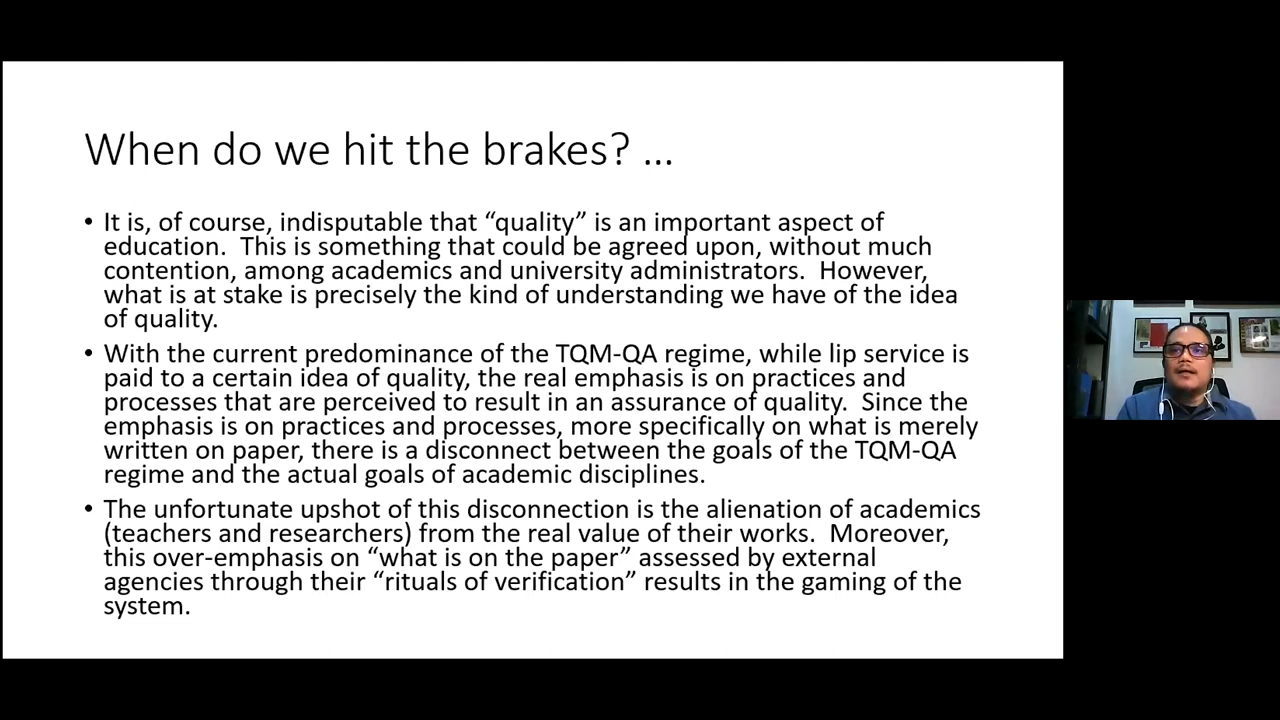 When do we hit the brakes? ...
• It is, of course, indisputable that “quality” is an important aspect of
education.  This is something that could be agreed upon, without much
contention, among academics and university administrators.  However,
what is at stake is precisely the kind of understanding we have of the idea
of quality.
• With the current predominance of the TQM-QA regime, while lip service is
paid to a certain idea of quality, the real emphasis is on practices and
processes that are perceived to result in an assurance of quality.  Since the
emphasis is on practices and processes, more specifically on what is merely
written on paper, there is a disconnect between the goals of the TQM-QA
regime and the actual goals of academic disciplines.
• The unfortunate upshot of this disconnection is the alienation of academics
(teachers and researchers) from the real value of their works.  Moreover,
this over-emphasis on “what is on the paper” assessed by external
agencies through their “rituals of verification” results in the gaming of the
system.